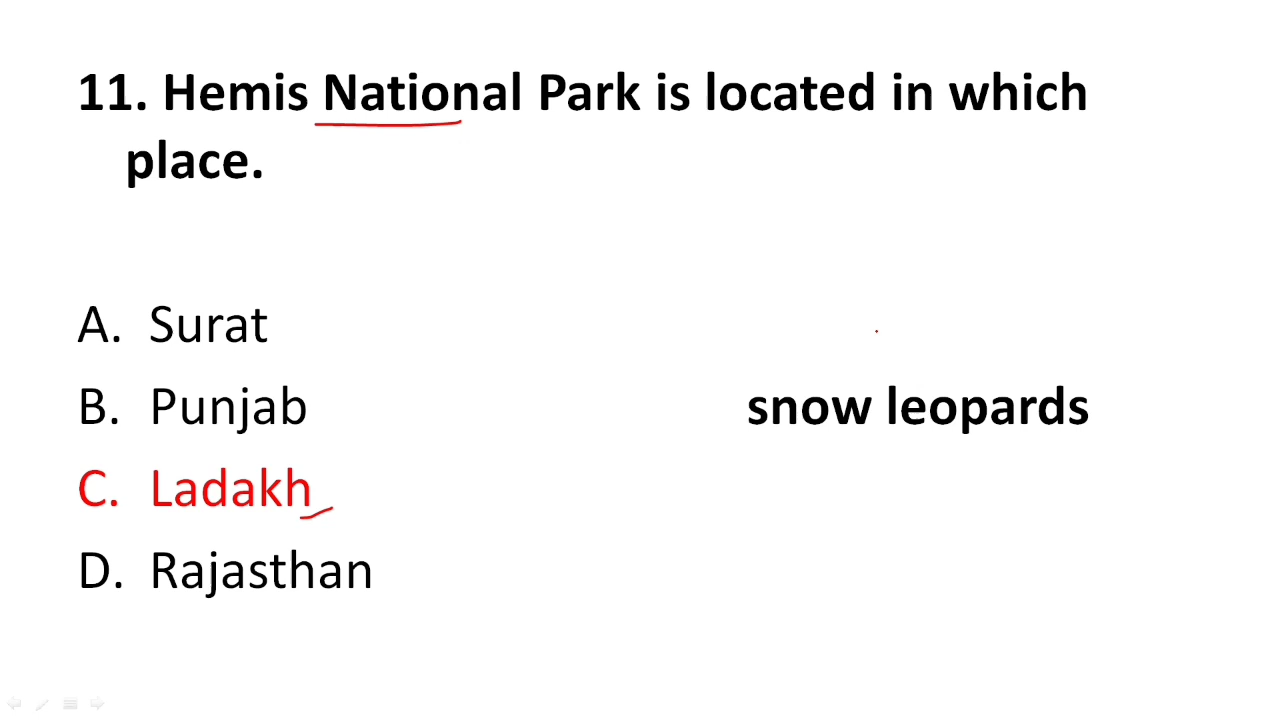 11. Hemis National Park is located in which
place.
A. Surat
B. Punjab
snow leopards
C. Ladakh
D. Rajasthan